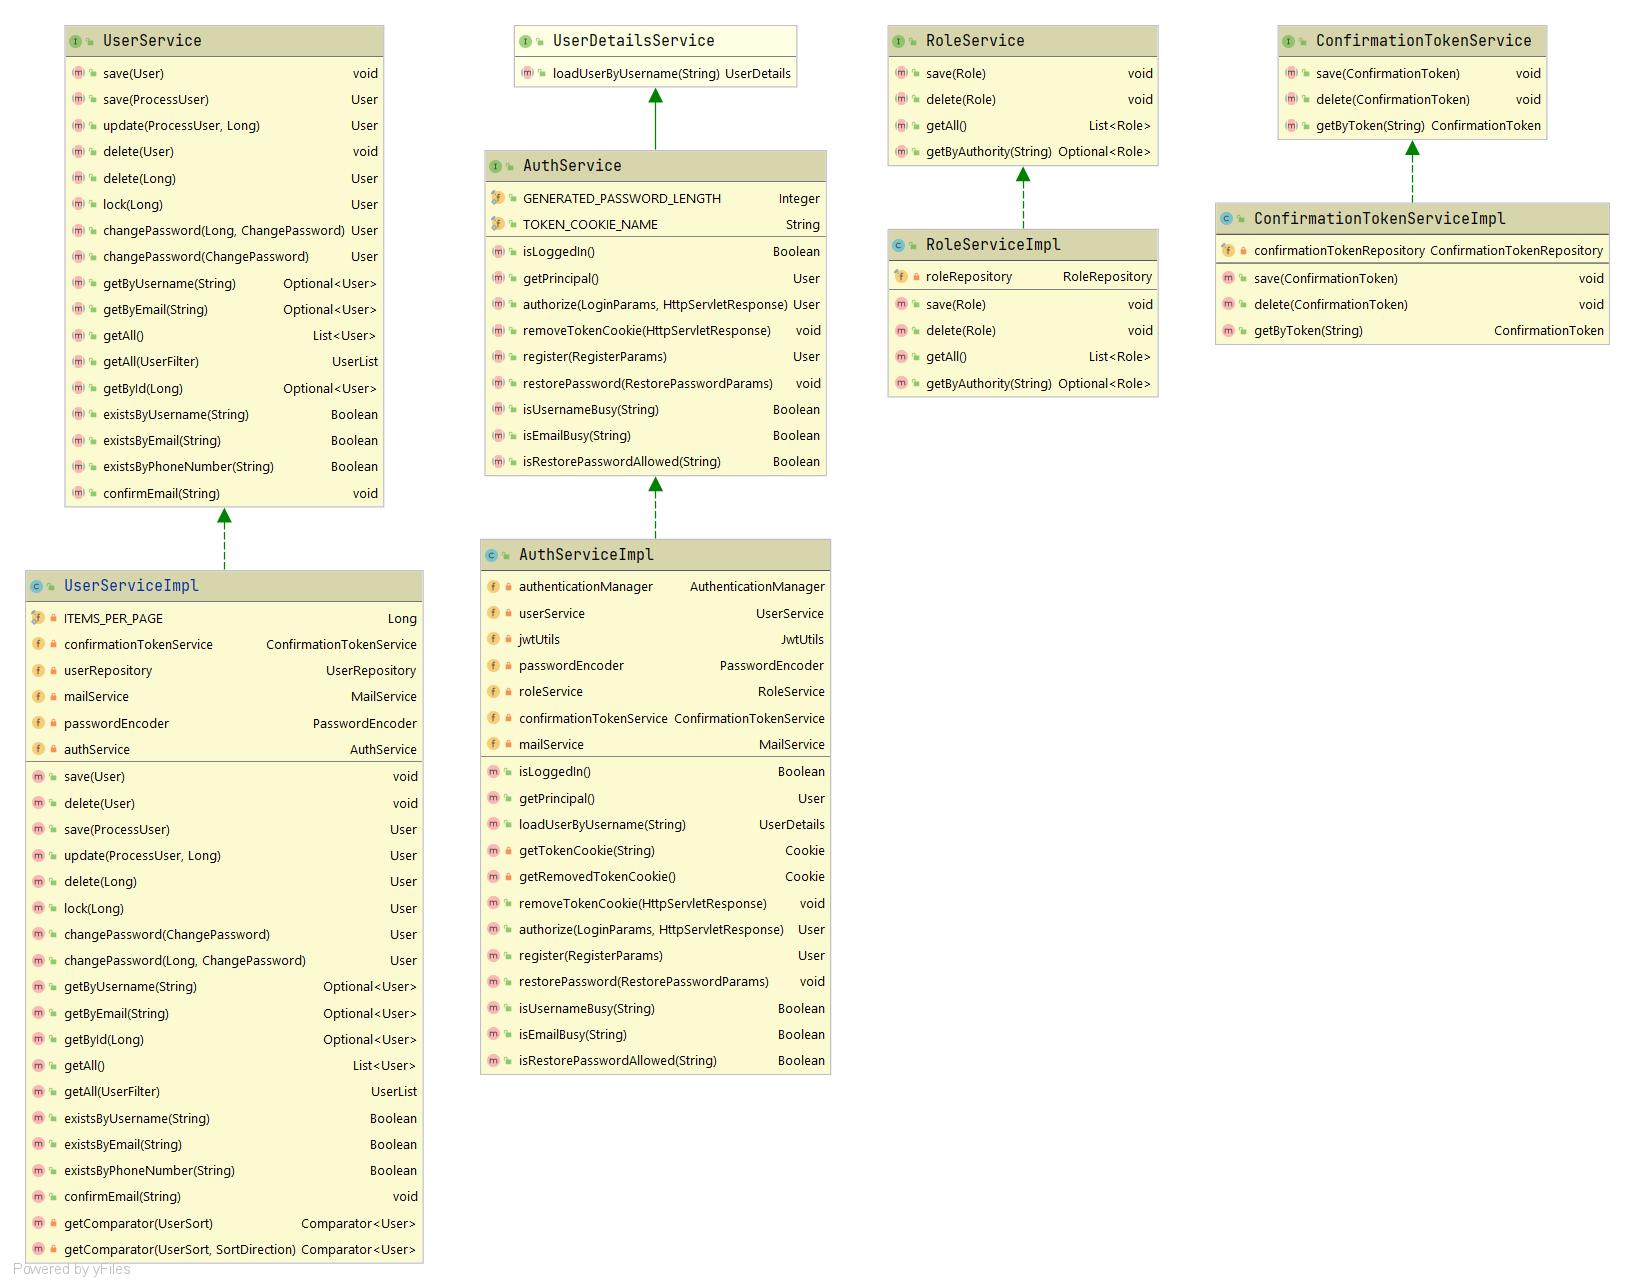 UserService
save(User) void
save(ProcessUser) User
update(ProcessUser, Long) User
delete(User) void
delete(Long) User
lock(Long) User
changePassword(Long, ChangePassword) User
changePassword(ChangePassword) User
getByUsername(String) Optional<User>
getByEmail(String) Optional<User>
getAll() List<User>
getAll(UserFilter) UserList
getById(Long) Optional<User>
existsByUsername(String) Boolean
existsByEmail(String) Boolean
existsByPhoneNumber(String) Boolean
confirmEmail(String) void
UserServiceImpl
ITEMS_PER_PAGE Long
confirmationTokenService ConfirmationTokenService
userRepository UserRepository
mailService MailService
passwordEncoder PasswordEncoder
authService AuthService
save(User) void
delete(User) void
save(ProcessUser) User
update(ProcessUser, Long) User
delete(Long) User
lock(Long) User
changePassword(ChangePassword) User
changePassword(Long, ChangePassword) User
getByUsername(String) Optional<User>
getByEmail(String) Optional<User>
getById(Long) Optional<User>
getAll() List<User>
getAll(UserFilter) UserList
existsByUsername(String) Boolean
existsByEmail(String) Boolean
existsByPhoneNumber(String) Boolean
confirmEmail(String) void
getComparator(UserSort) Comparator<User>
getComparator(UserSort, SortDirection) Comparator<User>
UserDetailsService
loadUserByUsername(String) UserDetails
AuthService
GENERATED_PASSWORD_LENGTH Integer
TOKEN_COOKIE_NAME String
isLoggedIn() Boolean
getPrincipal() User
authorize(LoginParams, HttpServletResponse) User
removeTokenCookie(HttpServletResponse) void
register(RegisterParams) User
restorePassword(RestorePasswordParams) void
isUsernameBusy(String) Boolean
isEmailBusy(String) Boolean
isRestorePasswordAllowed(String) Boolean
AuthServiceImpl
authenticationManager AuthenticationManager
userService UserService
jwtUtils JwtUtils
passwordEncoder PasswordEncoder
roleService RoleService
confirmationTokenService ConfirmationTokenService
mailService MailService
isLoggedIn() Boolean
getPrincipal() User
loadUserByUsername(String) UserDetails
getTokenCookie(String) Cookie
getRemovedTokenCookie() Cookie
removeTokenCookie(HttpServletResponse) void
authorize(LoginParams, HttpServletResponse) User
register(RegisterParams) User
restorePassword(RestorePasswordParams) void
isUsernameBusy(String) Boolean
isEmailBusy(String) Boolean
isRestorePasswordAllowed(String) Boolean
RoleService
save(Role) void
delete(Role) void
getAll() List<Role>
getByAuthority(String) Optional<Role>
RoleServiceImpl
roleRepository RoleRepository
save(Role) void
delete(Role) void
getAll() List<Role>
getByAuthority(String) Optional<Role>
ConfirmationTokenService
save(ConfirmationToken) void
delete(ConfirmationToken) void
getByToken(String) ConfirmationToken
ConfirmationTokenServiceImpl
confirmationTokenRepository ConfirmationTokenRepository
save(ConfirmationToken) void
delete(ConfirmationToken) void
getByToken(String) ConfirmationToken
Powered by yFiles